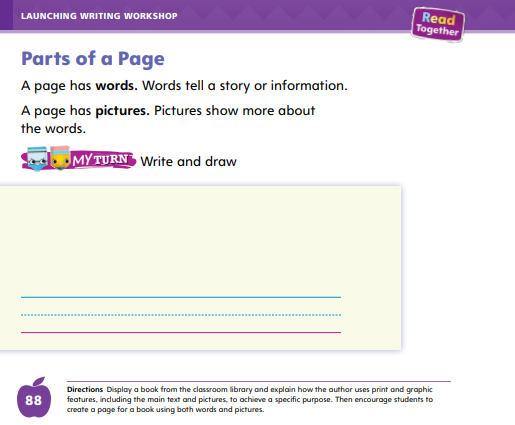 LAUNCHING WRITING WORKSHOP
Read
Together
Parts of a Page
A page has words. Words tell a story or information.
A page has pictures. Pictures show more about
the words.
MY TURN Write and draw
88
Directions Display a book from the classroom library and explain how the author uses print and graphic
features, including the main text and pictures, to achieve a specific purpose. Then encourage students to
create a page for a book using both words and pictures.